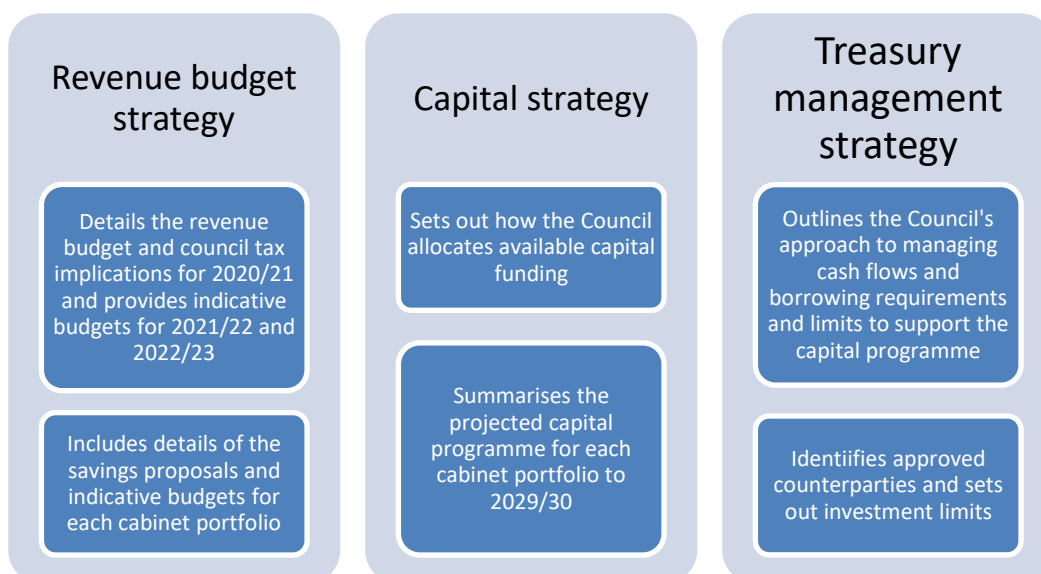 Revenue budget
strategy
Details the revenue
budget and council tax
implications for 2020/21
and provides indicative
budgets for 2021/22 and
2022/23
Includes details of the
savings proposals and
indicative budgets for
each cabinet portfolio
Capital strategy
Sets out how the Council
allocates available capital
funding
Summarises the
projected capital
programme for each
cabinet portfolio to
2029/30
Treasury
management
strategy
Outlines the Council's
approach to managing
cash flows and
borrowing requirements
and limits to support the
capital programme
Identiifies approved
counterparties and sets
out investment limits